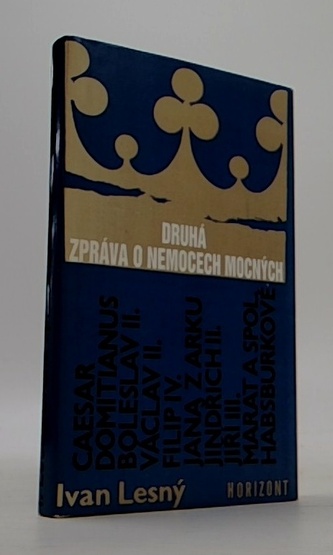 DRUHÁ
ZPRÁVA O NEMOCECH MOCNÝCH
CAESAR
DOMITIANUS
BOLESLAV II.
VÁCLAV II.
FILIP IV.
JANA Z ARKU
JINDŘICH II.
JIŘÍ III.
MARAT A SPOL.
HABSBURKOVÉ
Ivan Lesný
HORIZONT